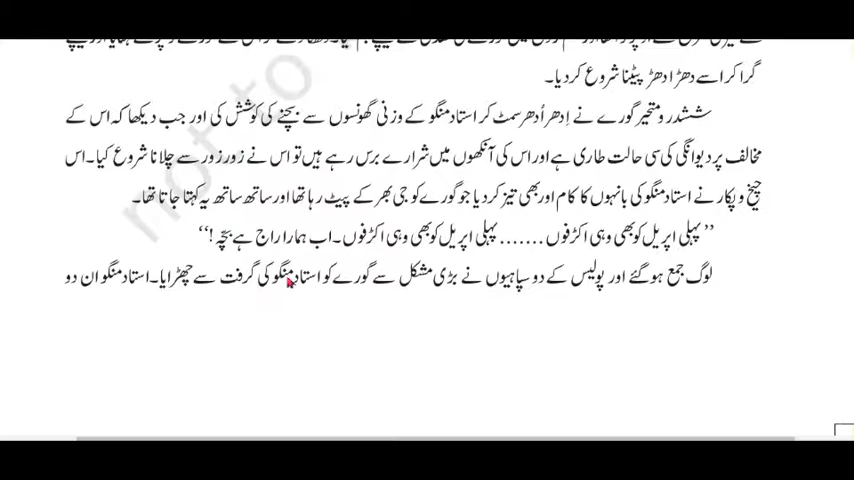 گرا کر اسے دھڑا دھڑ پیٹنا شروع کر دیا۔
ششدر و متحیر گورے نے اِدھر اُدھر سمٹ کر استاد منگو کے وزنی گھونسوں سے بچنے کی کوشش کی اور جب دیکھا کہ اس کے
مخالف پر دیوانگی کی سی حالت طاری ہے اور اس کی آنکھوں میں شرارے برس رہے ہیں تو اس نے زور زور سے چلانا شروع کیا۔ اس
چیخ و پکار نے استاد منگو کی بانہوں کا کام اور بھی تیز کر دیا جو گورے کو جی بھر کے پیٹ رہا تھا اور ساتھ ساتھ یہ کہتا جاتا تھا۔
”پہلی اپریل کو بھی وہی اکڑفوں ....... پہلی اپریل کو بھی وہی اکڑفوں۔ اب ہمارا راج ہے بچّہ!“
لوگ جمع ہو گئے اور پولیس کے دو سپاہیوں نے بڑی مشکل سے گورے کو استاد منگو کی گرفت سے چھڑایا۔ استاد منگو ان دو
not to